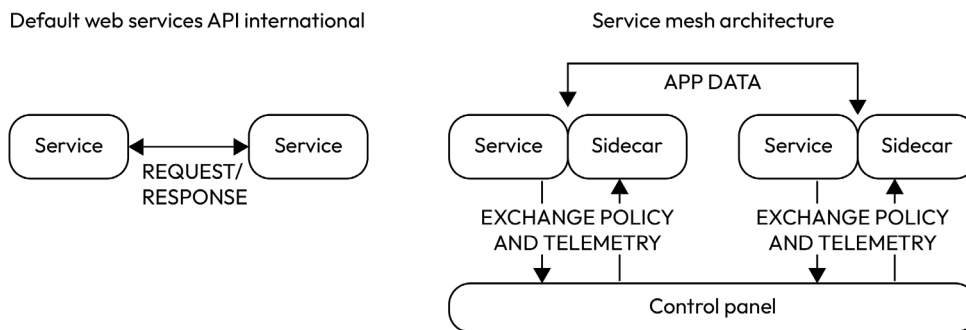 Default web services API international
Service
Service
REQUEST/
RESPONSE
Service mesh architecture
APP DATA
Service
Sidecar
Service
Sidecar
EXCHANGE POLICY
AND TELEMETRY
EXCHANGE POLICY
AND TELEMETRY
Control panel